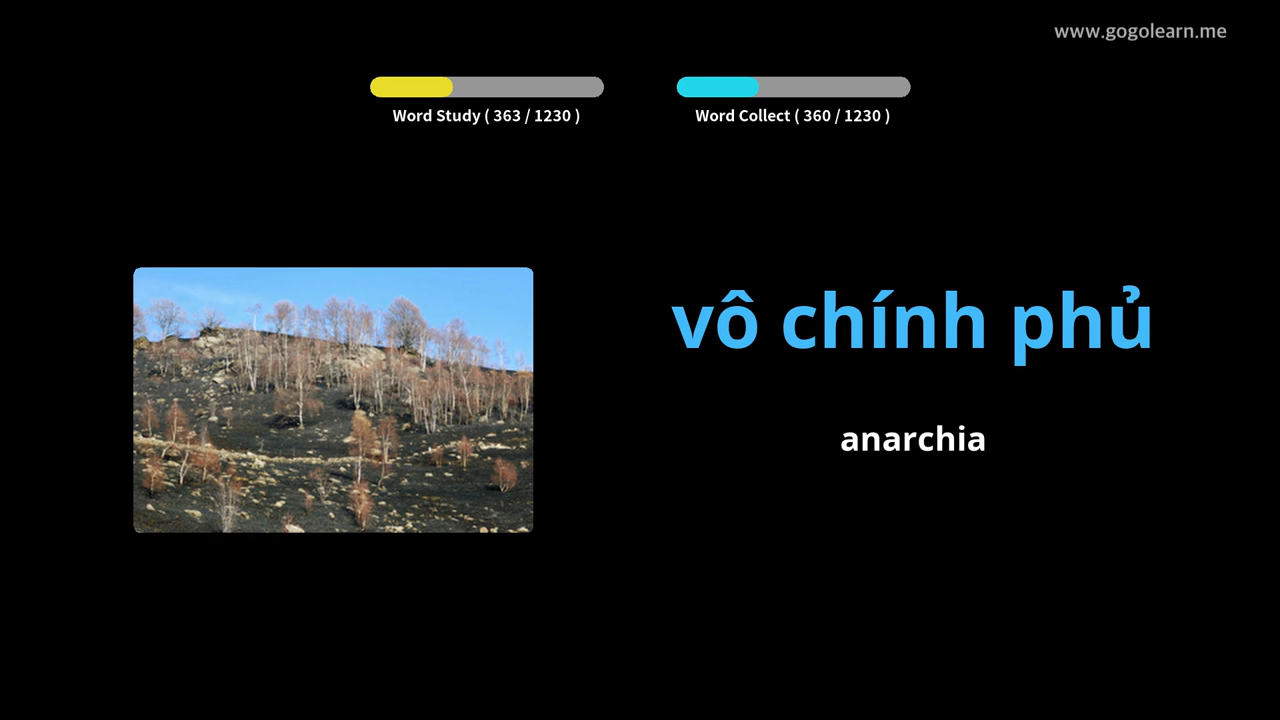 www.gogolearn.me
Word Study ( 363 / 1230 )
Word Collect ( 360 / 1230 )
vô chính phủ
anarchia